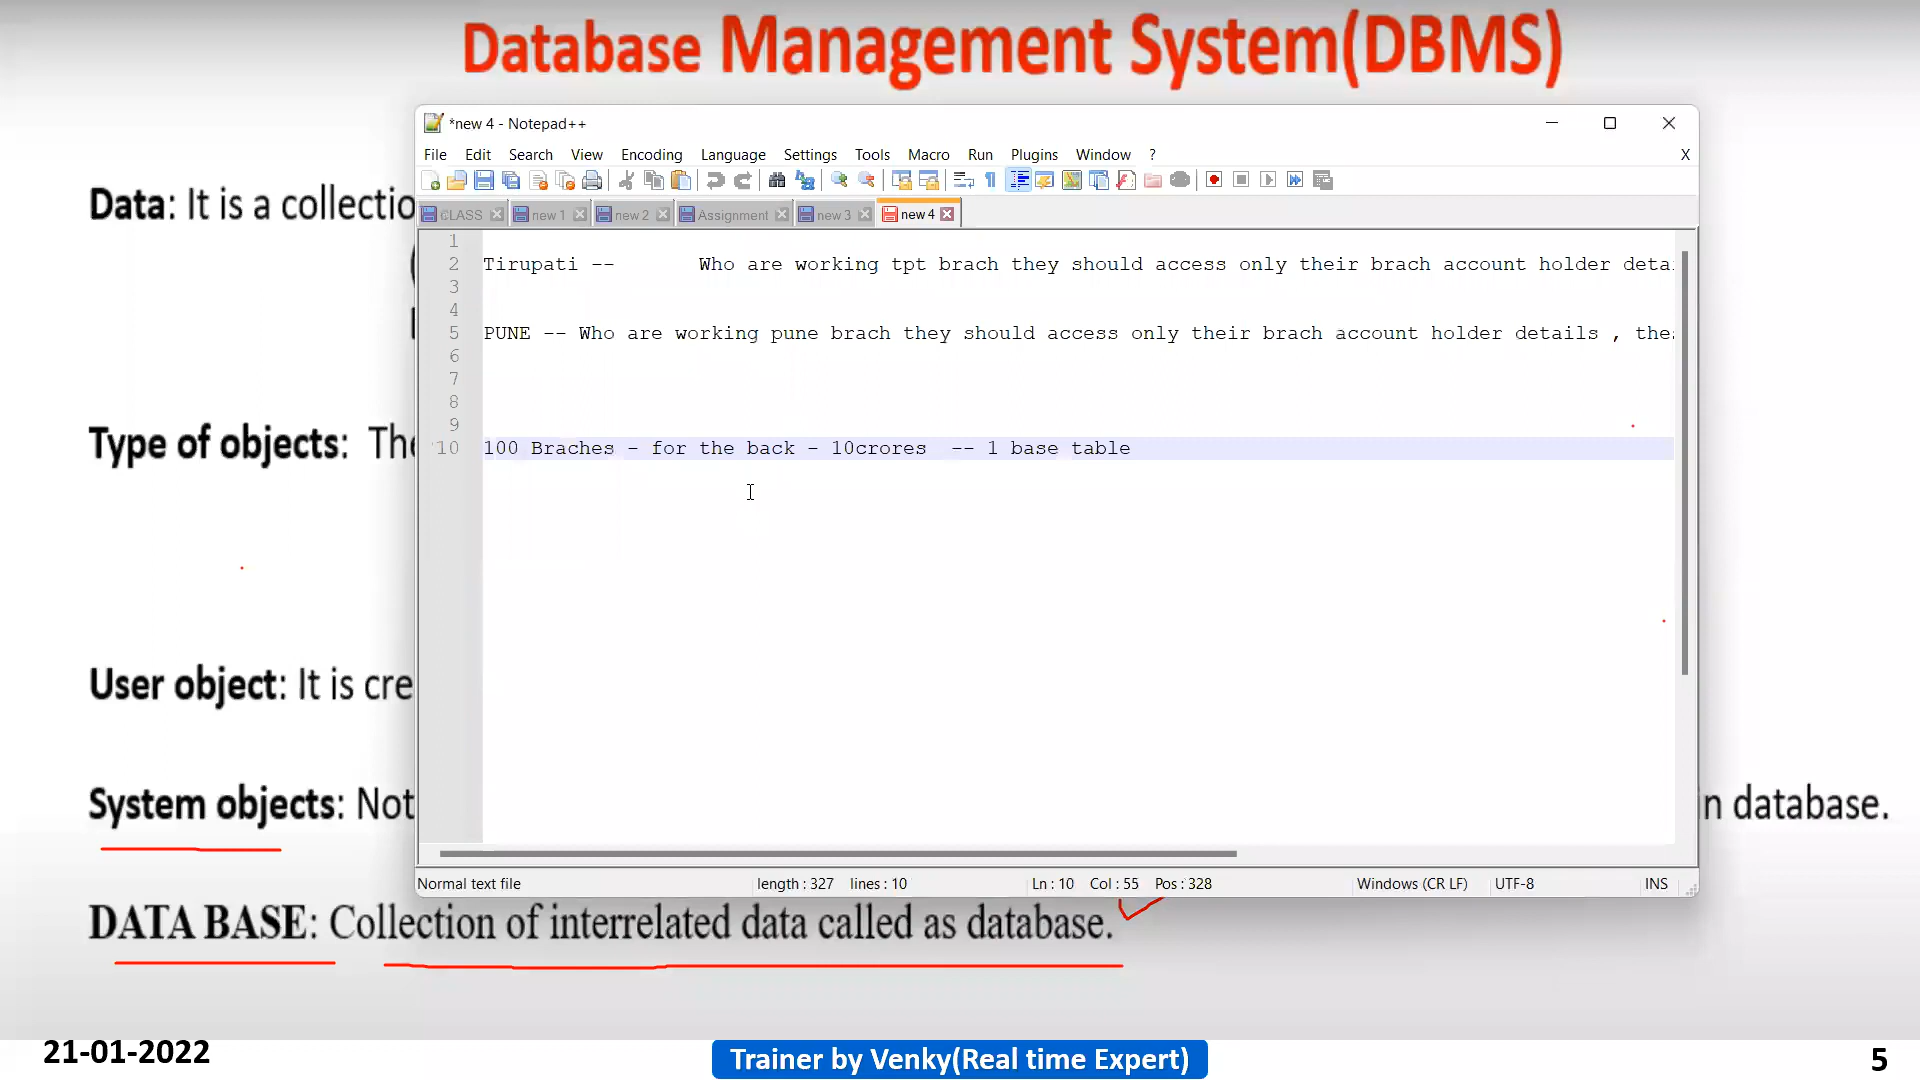 Database Management System(DBMS)
*new 4 - Notepad++
File Edit Search View Encoding Language Settings Tools Macro Run Plugins Window ? X
Data: It is a collectio
CLASS new 1 new 2 Assignment new 3 new 4
1
2 Tirupati -- Who are working tpt brach they should access only their brach account holder detai
3
4
5 PUNE -- Who are working pune brach they should access only their brach account holder details , thes
6
7
8
9
10 100 Braches - for the back - 10crores -- 1 base table
Type of objects: The
User object: It is cre
System objects: Not n database.
Normal text file length : 327 lines : 10 Ln : 10 Col : 55 Pos : 328 Windows (CR LF) UTF-8 INS
DATA BASE: Collection of interrelated data called as database.
21-01-2022 Trainer by Venky(Real time Expert) 5